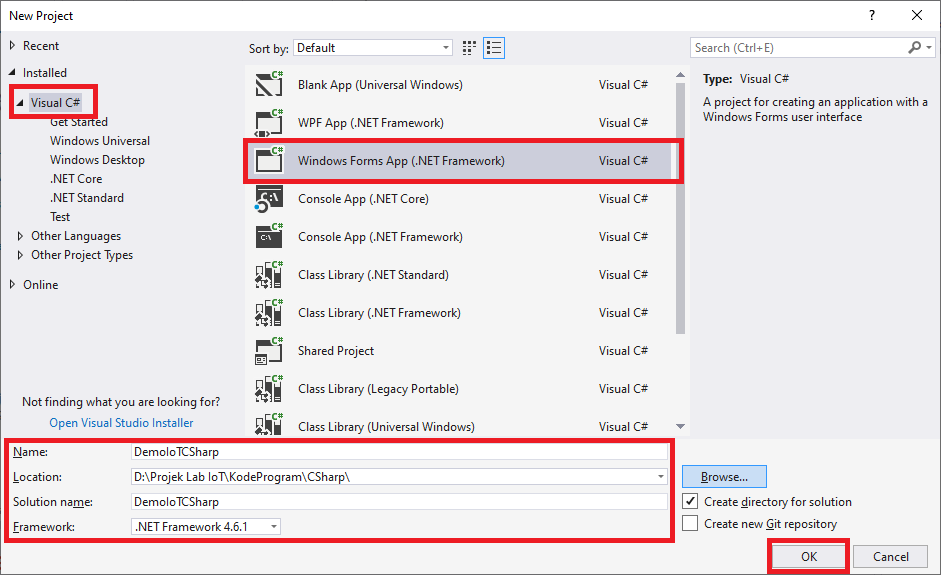 New Project
Recent
Installed
Visual C#
Get Started
Windows Universal
Windows Desktop
.NET Core
.NET Standard
Test
Other Languages
Other Project Types
Online
Not finding what you are looking for?
Open Visual Studio Installer
Sort by: Default
Blank App (Universal Windows) Visual C#
WPF App (.NET Framework) Visual C#
Windows Forms App (.NET Framework) Visual C#
Console App (.NET Core) Visual C#
Console App (.NET Framework) Visual C#
Class Library (.NET Standard) Visual C#
Class Library (.NET Framework) Visual C#
Shared Project Visual C#
Class Library (Legacy Portable) Visual C#
Class Library (Universal Windows) Visual C#
Search (Ctrl+E)
Type: Visual C#
A project for creating an application with a
Windows Forms user interface
Name: DemoIoTCSharp
Location: D:\Projek Lab IoT\KodeProgram\CSharp\
Solution name: DemoIoTCSharp
Framework: .NET Framework 4.6.1
Browse...
Create directory for solution
Create new Git repository
OK Cancel